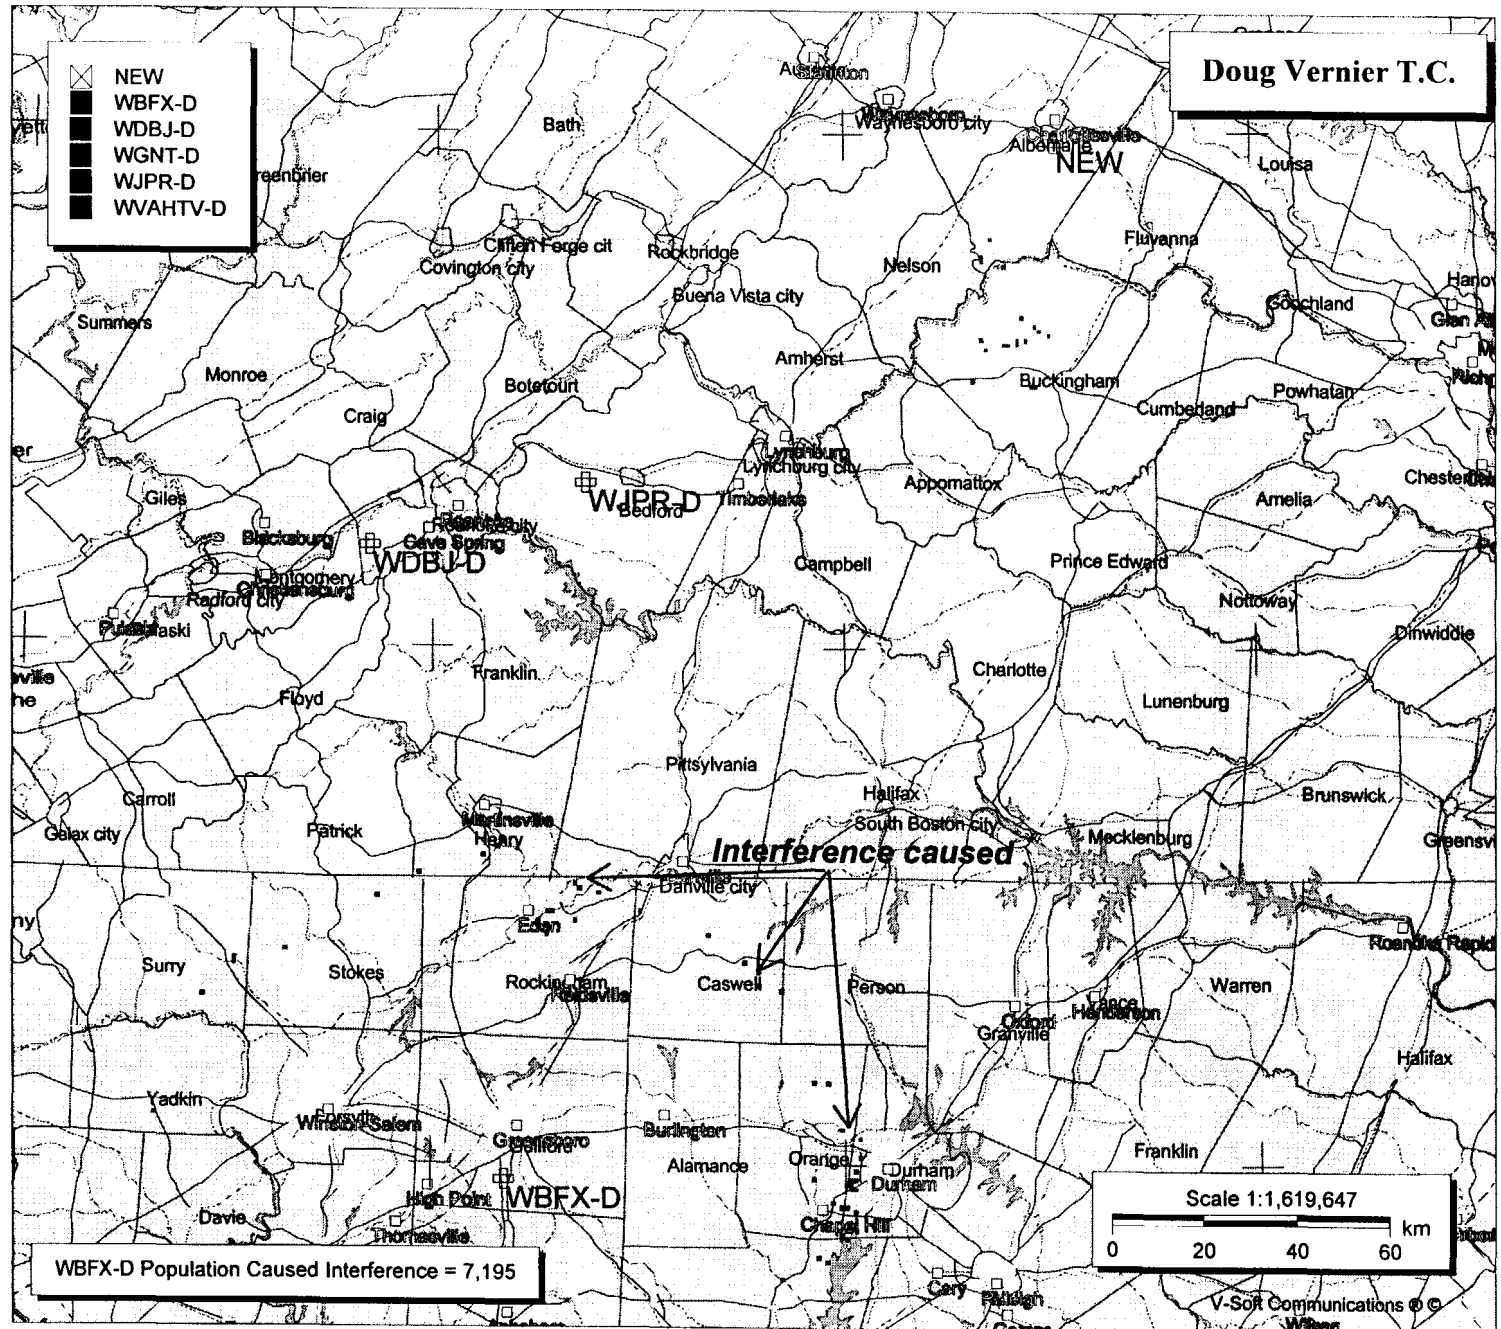 Doug Vernier T.C.
NEW
WBFX-D
WDBJ-D
WGNT-D
WJPR-D
WVAHTV-D
Bath
Waynesboro city
Albemarle
NEW
Louisa
Clifton Forge cit
Covington city
Rockbridge
Buena Vista city
Nelson
Fluvanna
Goochland
Summers
Monroe
Craig
Botetourt
Amherst
Buckingham
Cumberland
Powhatan
Lynchburg
Lynchburg city
Timberlake
Giles
Blacksburg
Cave Spring
WJPR-D
Bedford
WDBJ-D
Appomattox
Amelia
Montgomery
Radford city
Campbell
Prince Edward
Nottoway
Dinwiddie
Franklin
Floyd
Charlotte
Lunenburg
Pittsylvania
Carroll
Galax city
Patrick
Martinsville
Henry
Halifax
South Boston city
Mecklenburg
Brunswick
Interference caused
Danville city
Eden
Surry
Stokes
Rockingham
Reidsville
Caswell
Person
Oxford
Granville
Vance
Henderson
Warren
Roanoke Rapid
Halifax
Yadkin
Forsyth
Winston-Salem
Greensboro
Guilford
Burlington
Alamance
Orange
Durham
Durham
Franklin
High Point
WBFX-D
Davie
Thomasville
Chapel Hill
Cary
Raleigh
WBFX-D Population Caused Interference = 7,195
Scale 1:1,619,647
km
0 20 40 60
V-Soft Communications ® ©